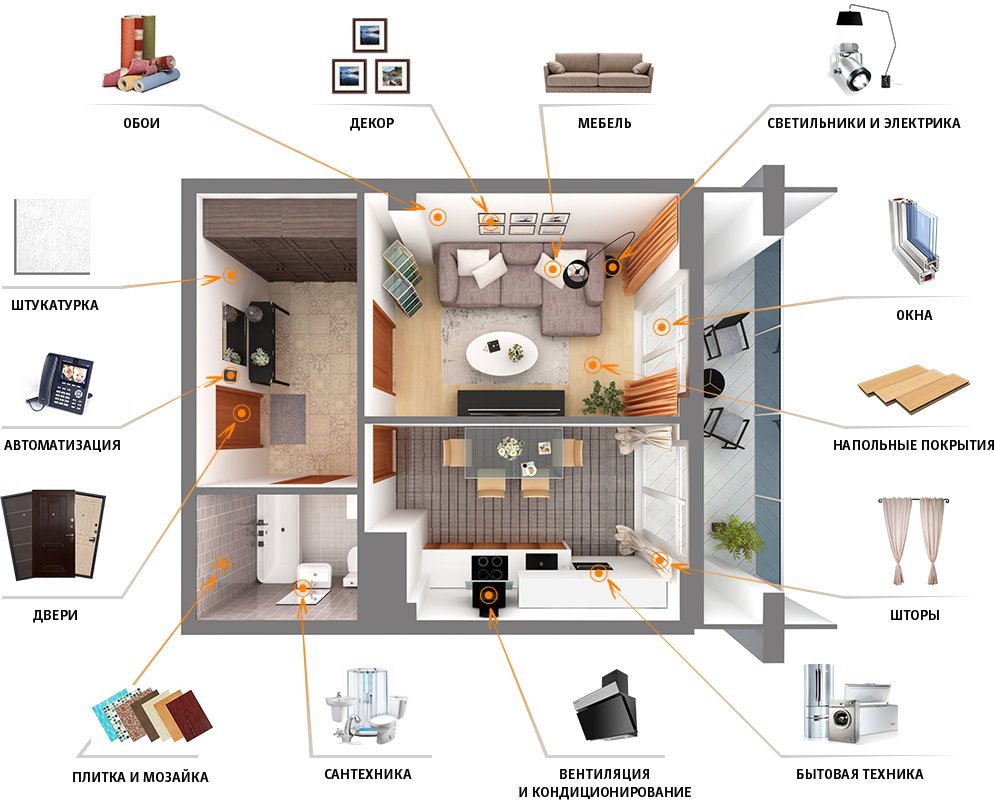 ОБОИ
ДЕКОР
МЕБЕЛЬ
СВЕТИЛЬНИКИ И ЭЛЕКТРИКА
ШТУКАТУРКА
ОКНА
АВТОМАТИЗАЦИЯ
НАПОЛЬНЫЕ ПОКРЫТИЯ
ДВЕРИ
ШТОРЫ
ПЛИТКА И МОЗАЙКА
САНТЕХНИКА
ВЕНТИЛЯЦИЯ
И КОНДИЦИОНИРОВАНИЕ
БЫТОВАЯ ТЕХНИКА